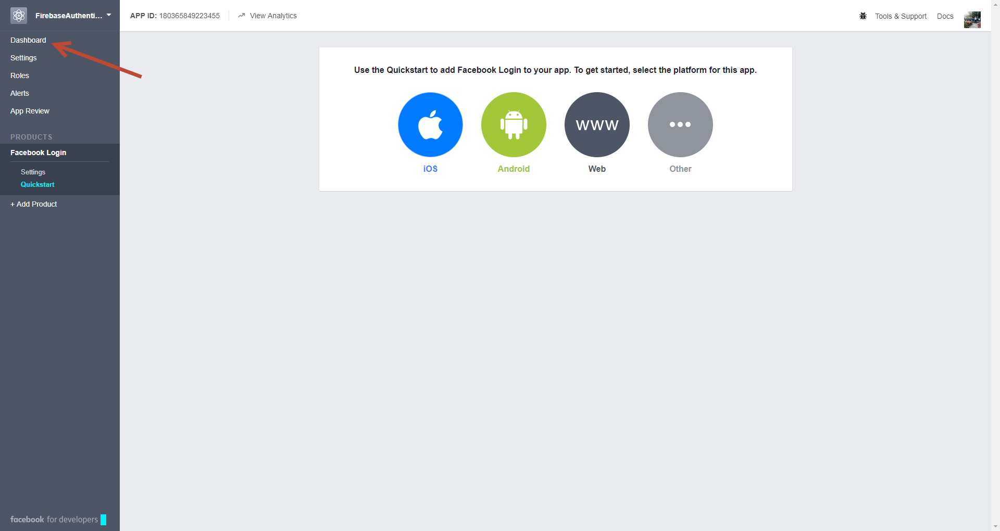 FirebaseAuthenti...
APP ID: 180365849223455
View Analytics
Tools & Support
Docs
Dashboard
Settings
Roles
Alerts
App Review
PRODUCTS
Facebook Login
Settings
Quickstart
+ Add Product
Use the Quickstart to add Facebook Login to your app. To get started, select the platform for this app.
www
iOS
Android
Web
Other
facebook for developers